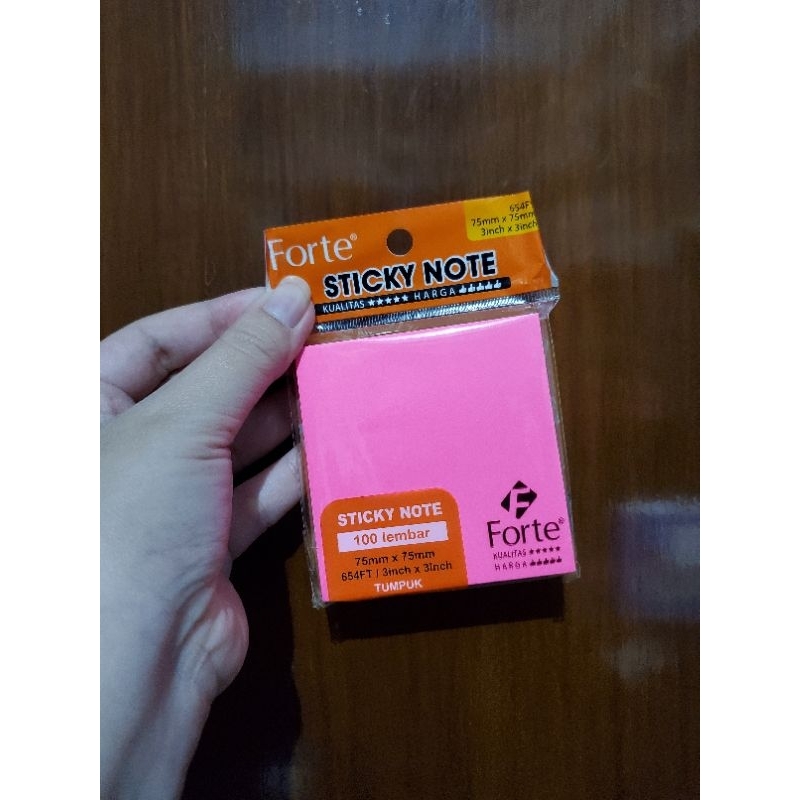 Forte®
654F
75mm x 75mm
3inch x 3inch
STICKY NOTE
KUALITAS ★★★★★ HARGA
STICKY NOTE
100 lembar
75mm x 75mm
654FT / 3inch x 3inch
TUMPUK
F
Forte®
KUALITAS ★★★★★
HARGA